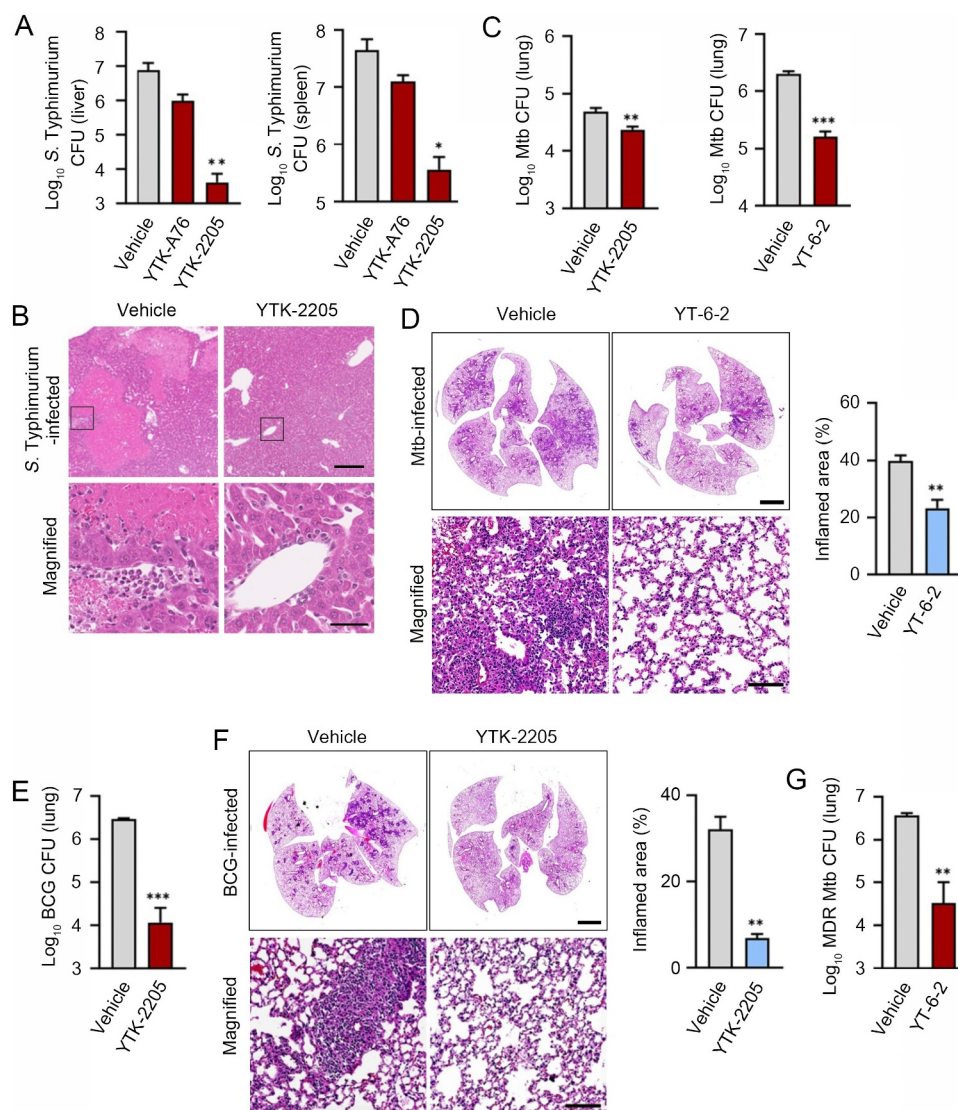 A
Log10 S. Typhimurium
CFU (liver)
8
7
6
5
4
3
Vehicle
YTK-A76
YTK-2205
**
Log10 S. Typhimurium
CFU (spleen)
8
7
6
5
Vehicle
YTK-A76
YTK-2205
*
C
Log10 Mtb CFU (lung)
6
5
4
3
Vehicle
YTK-2205
**
Log10 Mtb CFU (lung)
7
6
5
4
Vehicle
YT-6-2
***
B
Vehicle
YTK-2205
S. Typhimurium
-infected
Magnified
D
Vehicle
YT-6-2
Mtb-infected
Magnified
Inflamed area (%)
60
40
20
0
Vehicle
YT-6-2
**
E
Log10 BCG CFU (lung)
7
6
5
4
3
Vehicle
YTK-2205
***
F
Vehicle
YTK-2205
BCG-infected
Magnified
Inflamed area (%)
40
20
0
Vehicle
YTK-2205
**
G
Log10 MDR Mtb CFU (lung)
7
6
5
4
3
Vehicle
YT-6-2
**